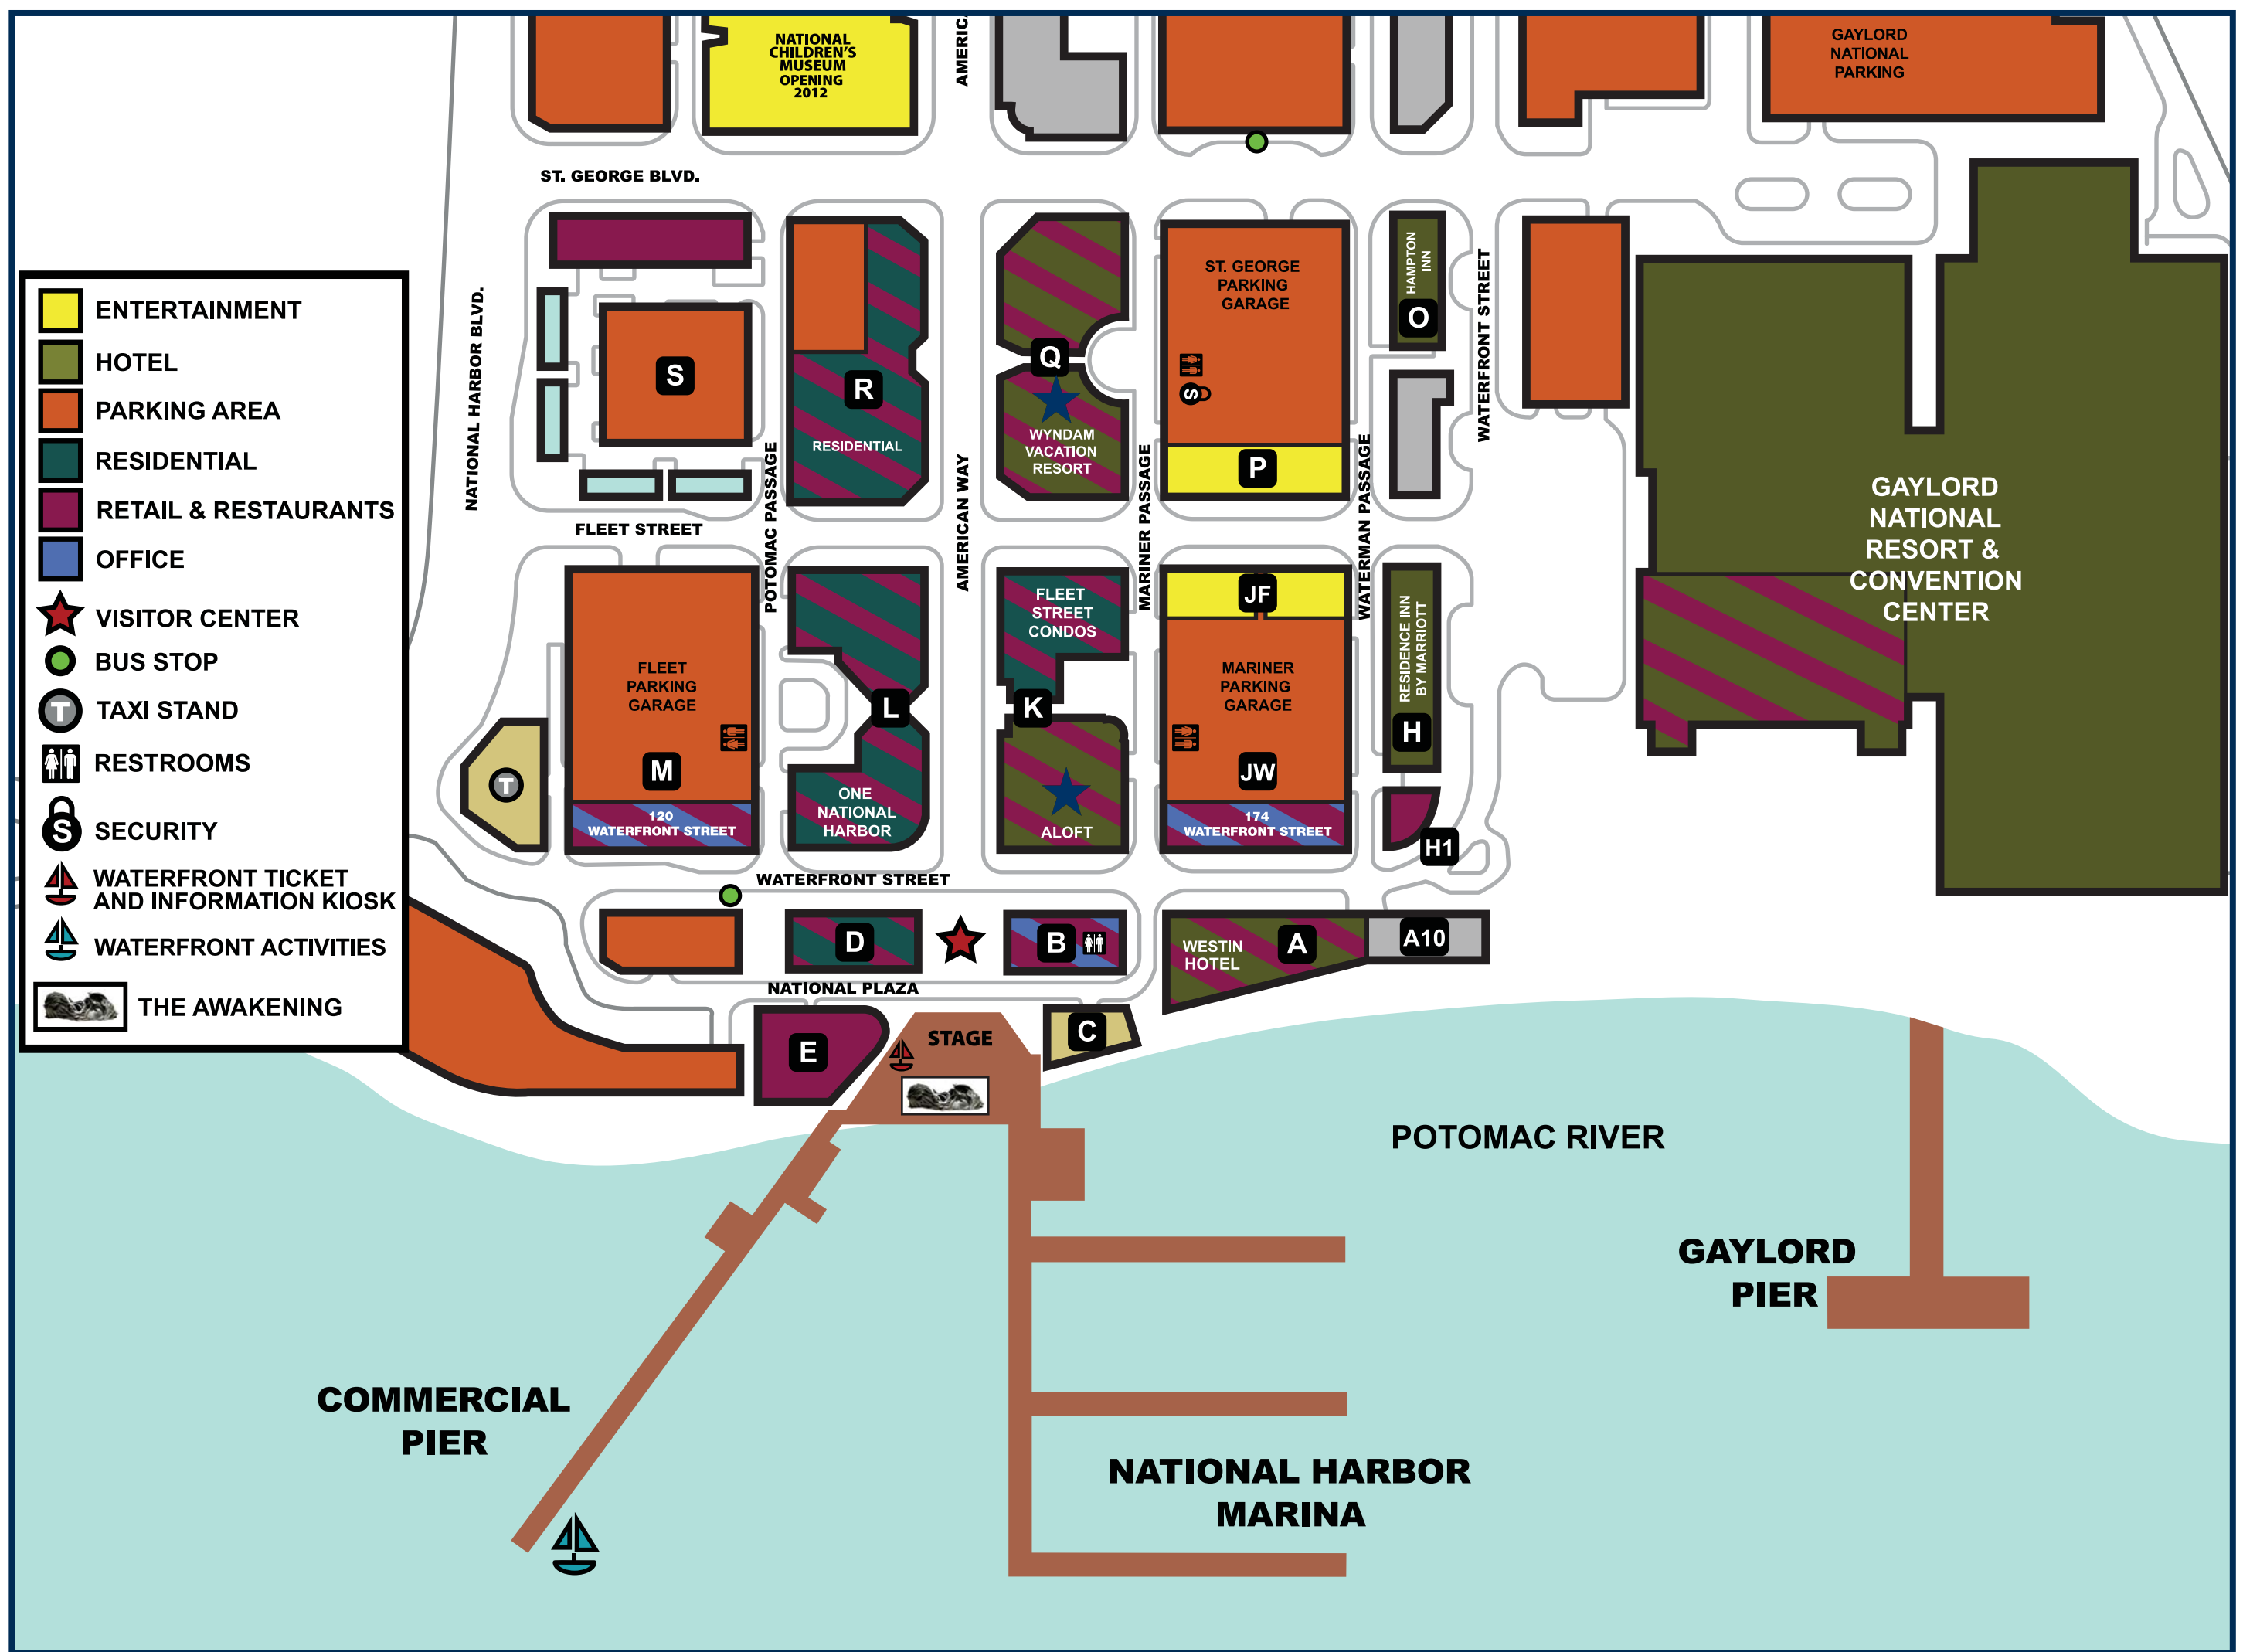 NATIONAL
CHILDREN'S
MUSEUM
OPENING
2012
AMERIC
GAYLORD
NATIONAL
PARKING
ST. GEORGE BLVD.
ENTERTAINMENT
HOTEL
PARKING AREA
RESIDENTIAL
RETAIL & RESTAURANTS
OFFICE
VISITOR CENTER
BUS STOP
T
TAXI STAND
RESTROOMS
S
SECURITY
WATERFRONT TICKET
AND INFORMATION KIOSK
WATERFRONT ACTIVITIES
THE AWAKENING
NATIONAL HARBOR BLVD.
S
R
RESIDENTIAL
POTOMAC PASSAGE
AMERICAN WAY
Q
WYNDAM
VACATION
RESORT
MARINER PASSAGE
ST. GEORGE
PARKING
GARAGE
S
P
WATERMAN PASSAGE
HAMPTON
INN
O
WATERFRONT STREET
GAYLORD
NATIONAL
RESORT &
CONVENTION
CENTER
FLEET STREET
FLEET
PARKING
GARAGE
M
120
WATERFRONT STREET
T
L
ONE
NATIONAL
HARBOR
FLEET
STREET
CONDOS
K
ALOFT
JF
MARINER
PARKING
GARAGE
JW
174
WATERFRONT STREET
RESIDENCE INN
BY MARRIOTT
H
H1
WATERFRONT STREET
D
B
WESTIN
HOTEL
A
A10
NATIONAL PLAZA
E
STAGE
C
POTOMAC RIVER
GAYLORD
PIER
COMMERCIAL
PIER
NATIONAL HARBOR
MARINA